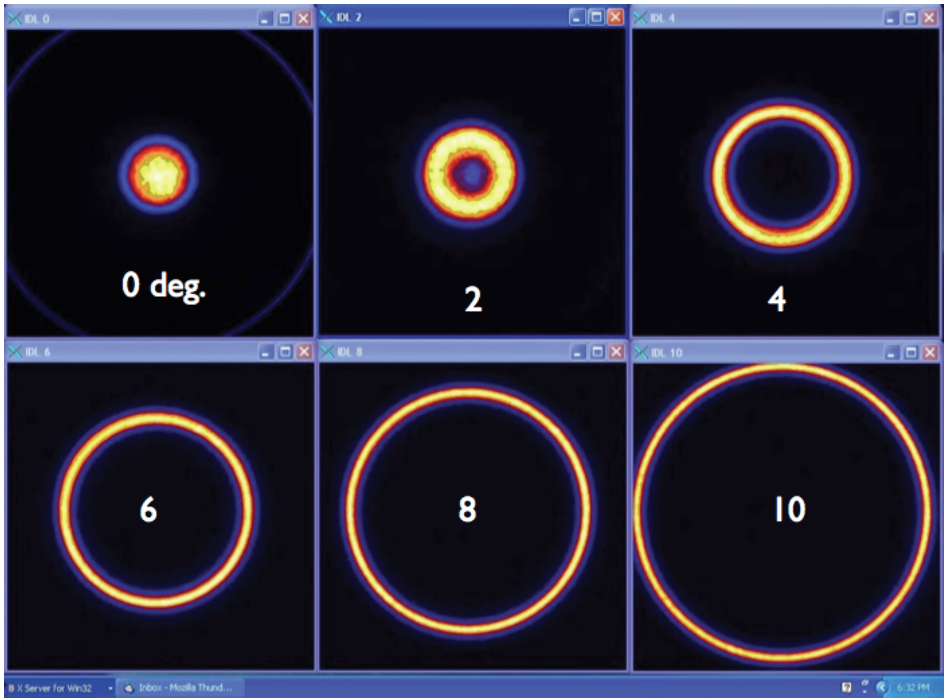 IDL 0
IDL 2
IDL 4
0 deg.
2
4
IDL 6
IDL 8
IDL 10
6
8
10
8 X Server for Win32
Inbox - Mozilla Thund...
?
6:32 PM